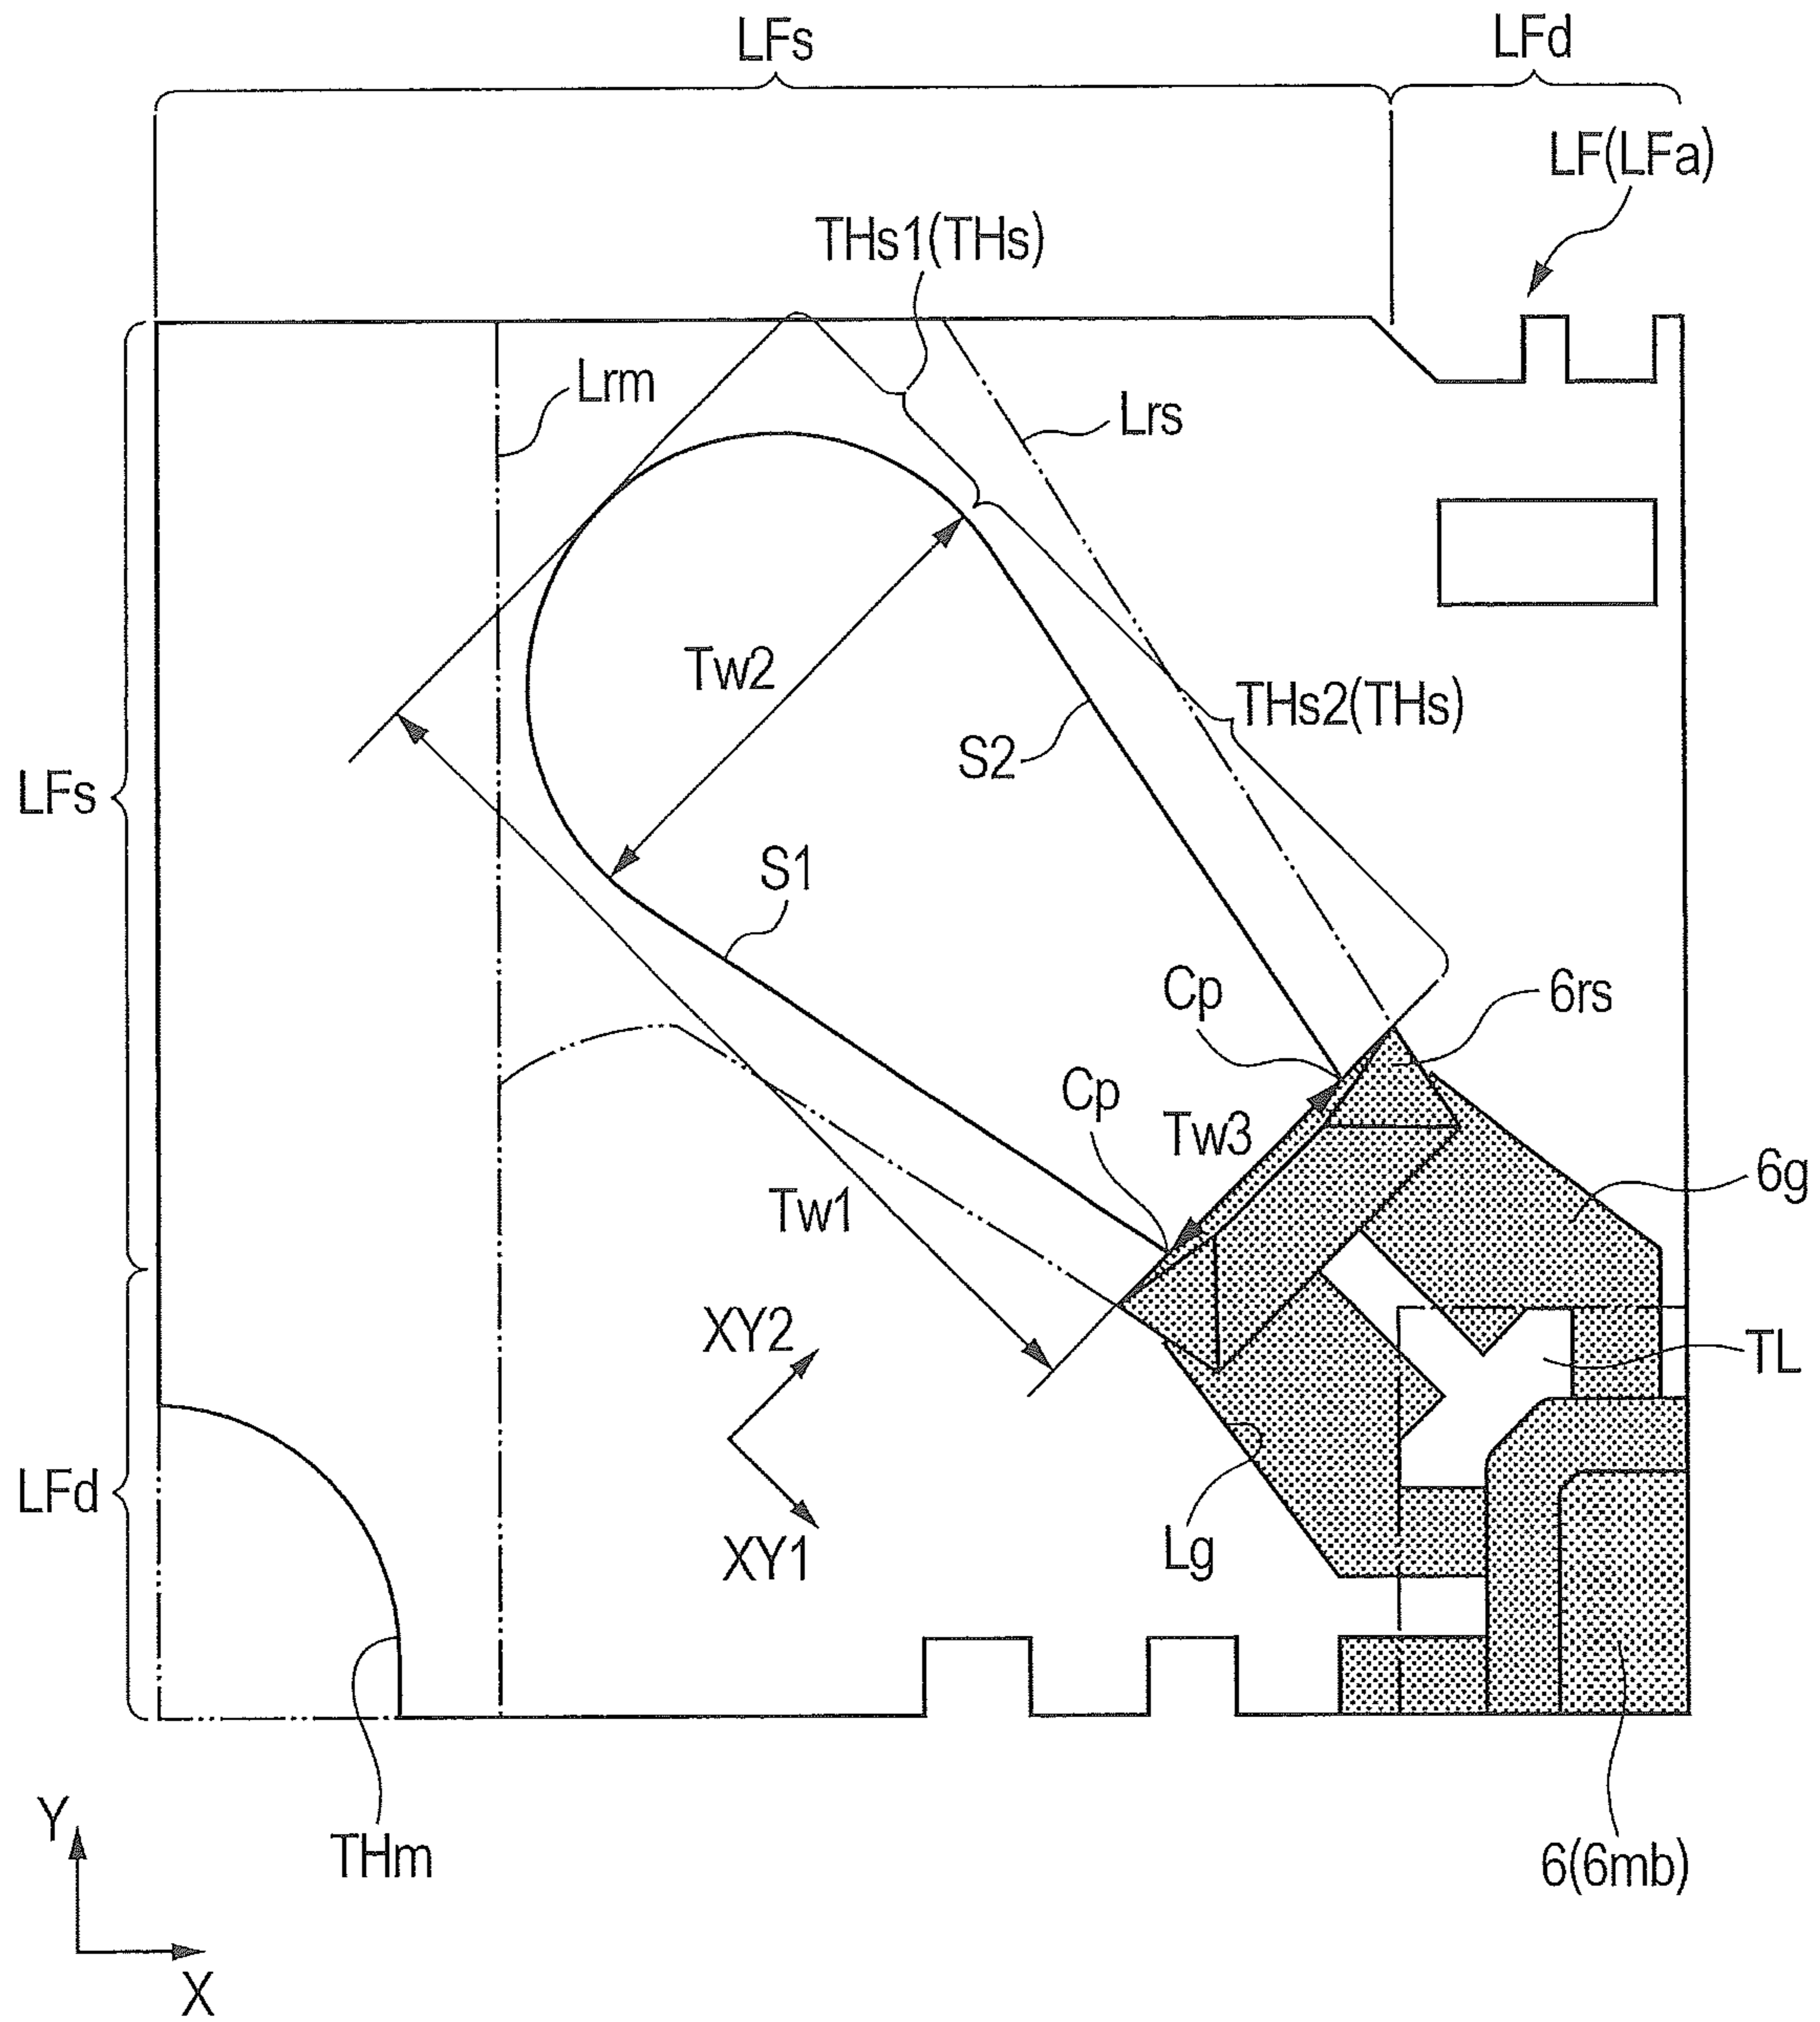 LFs
LFd
LF(LFa)
THs1(THs)
Lrm
Lrs
Tw2
THs2(THs)
S2
LFs
S1
Cp
6rs
Cp
Tw3
6g
Tw1
XY2
TL
LFd
XY1
Lg
Y
THm
6(6mb)
X